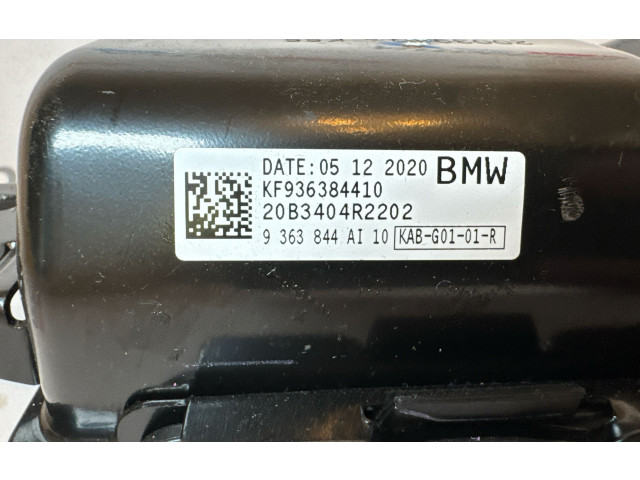 DATE: 05 12 2020 BMW
KF936384410
20B3404R2202
9 363 844 AI 10 KAB-G01-01-R